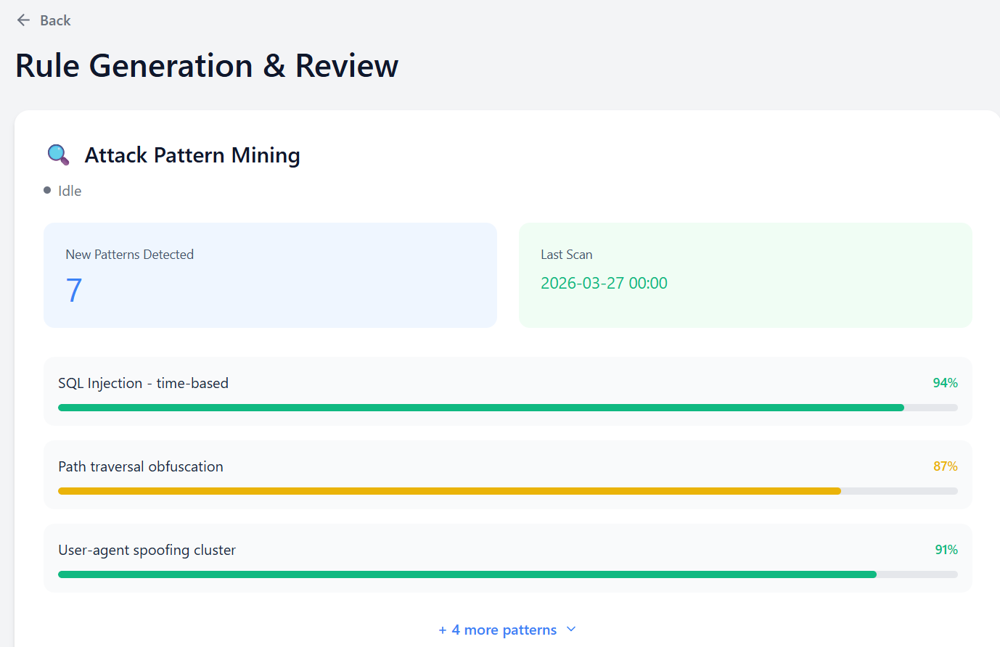 Back
Rule Generation & Review
Attack Pattern Mining
Idle
New Patterns Detected
7
Last Scan
2026-03-27 00:00
SQL Injection - time-based
94%
Path traversal obfuscation
87%
User-agent spoofing cluster
91%
+ 4 more patterns